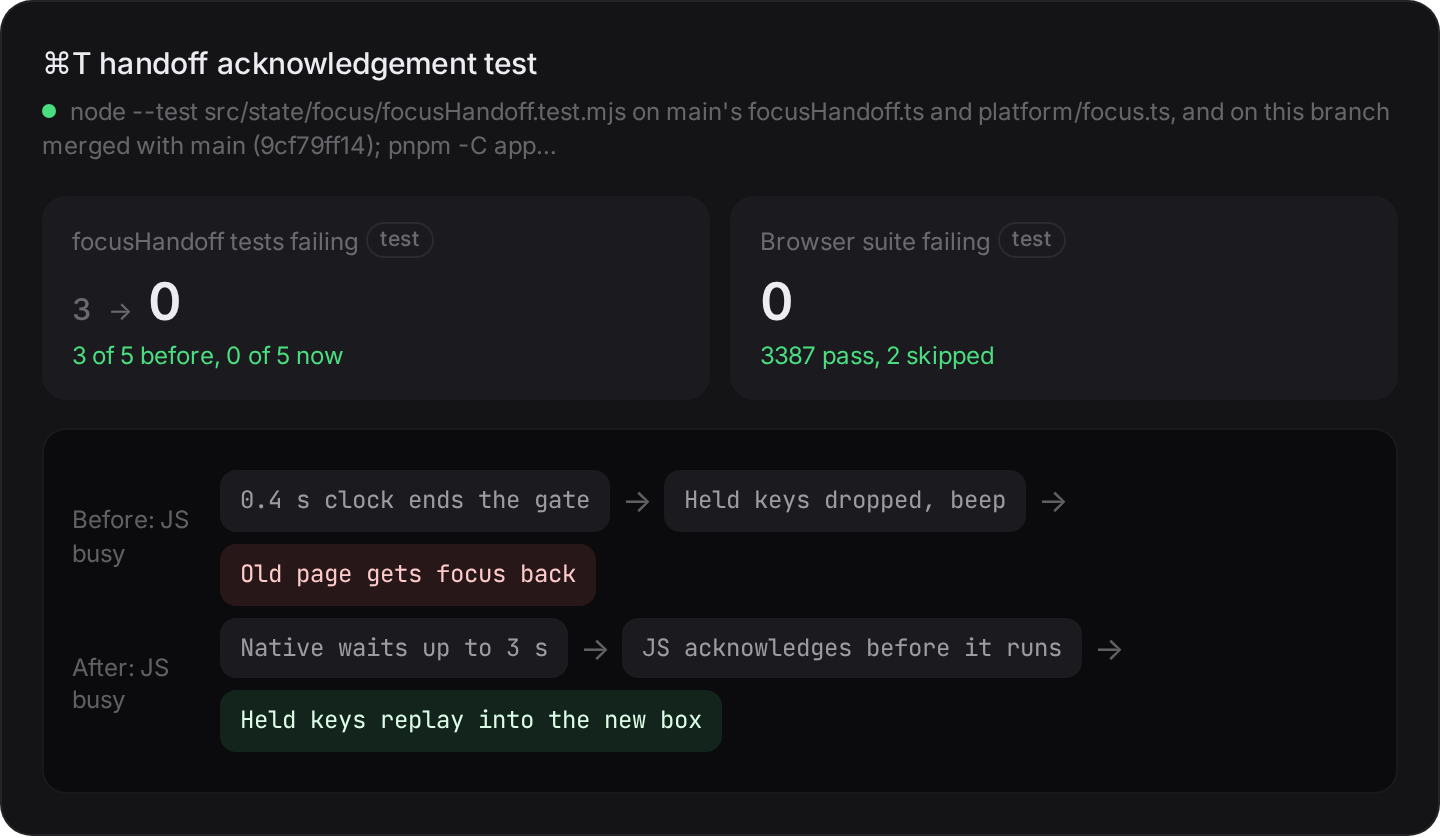 ⌘T handoff acknowledgement test
node --test src/state/focus/focusHandoff.test.mjs on main's focusHandoff.ts and platform/focus.ts, and on this branch
merged with main (9cf79ff14); pnpm -C app…
focusHandoff tests failing test
3 → 0
3 of 5 before, 0 of 5 now
Browser suite failing test
0
3387 pass, 2 skipped
Before: JS busy
0.4 s clock ends the gate → Held keys dropped, beep →
Old page gets focus back
After: JS busy
Native waits up to 3 s → JS acknowledges before it runs →
Held keys replay into the new box